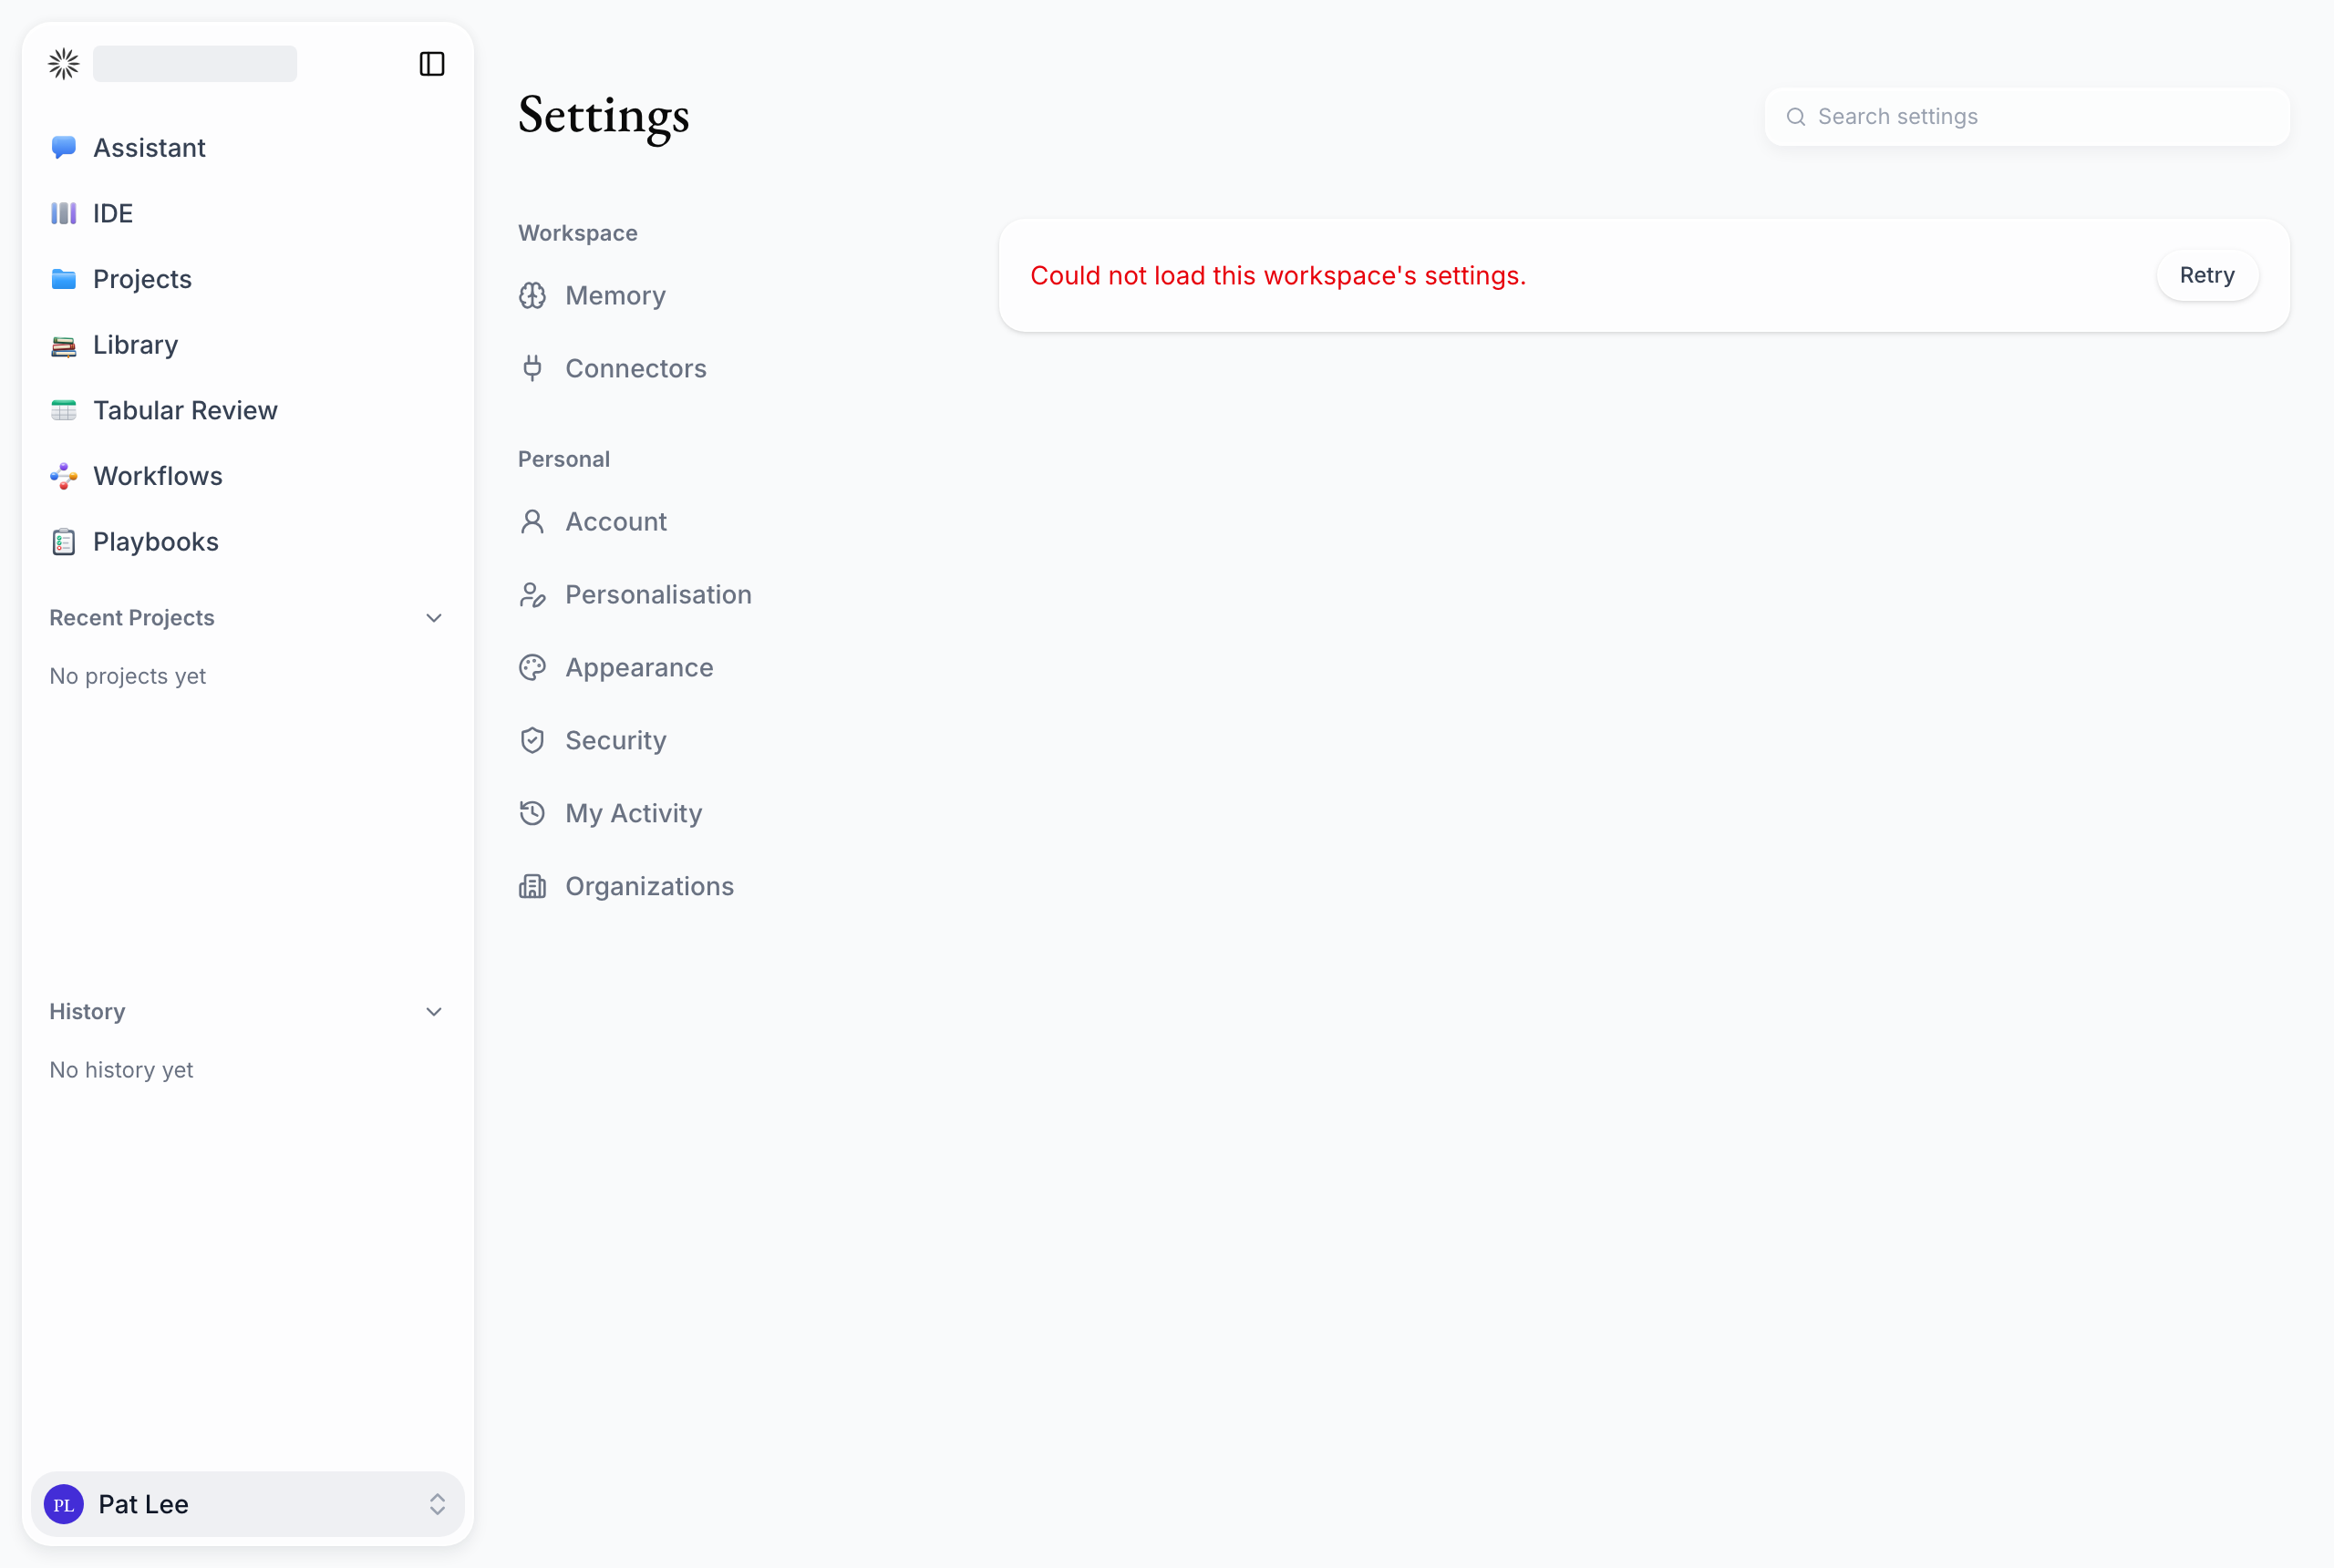 Assistant
IDE
Projects
Library
Tabular Review
Workflows
Playbooks
Recent Projects
No projects yet
History
No history yet
PL Pat Lee
Settings
Search settings
Workspace
Memory
Connectors
Personal
Account
Personalisation
Appearance
Security
My Activity
Organizations
Could not load this workspace's settings.
Retry